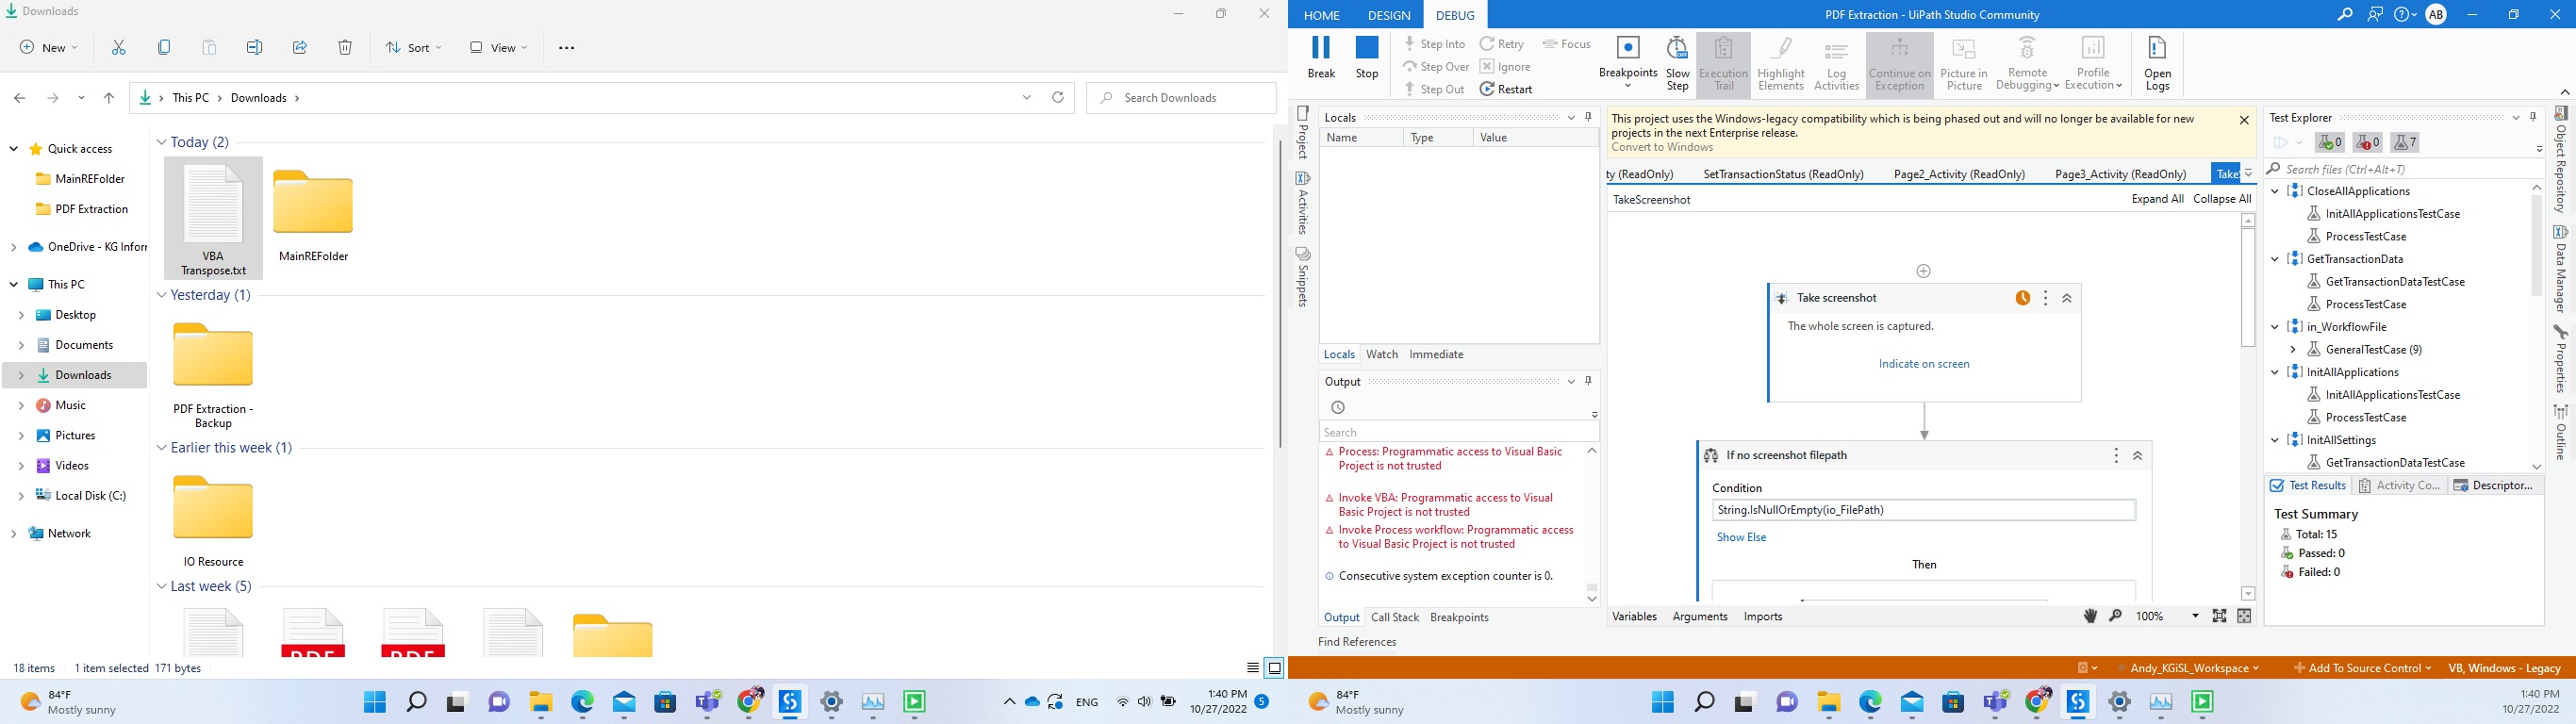 Downloads
New
Sort
View
This PC > Downloads >
Search Downloads
Quick access
MainREFolder
PDF Extraction
OneDrive - KG Inforr
This PC
Desktop
Documents
Downloads
Music
Pictures
Videos
Local Disk (C:)
Network
Today (2)
VBA
Transpose.txt
MainREFolder
Yesterday (1)
PDF Extraction -
Backup
Earlier this week (1)
IO Resource
Last week (5)
PDF
PDF
18 items
1 item selected 171 bytes
84°F
Mostly sunny
ENG
1:40 PM
10/27/2022
5
HOME
DESIGN
DEBUG
PDF Extraction - UiPath Studio Community
AB
Break
Stop
Step Into
Step Over
Step Out
Retry
Ignore
Restart
Focus
Breakpoints
Slow
Step
Execution
Trail
Highlight
Elements
Log
Activities
Continue on
Exception
Picture in
Picture
Remote
Debugging
Profile
Execution
Open
Logs
Project
Activities
Snippets
Locals
Name
Type
Value
Locals
Watch
Immediate
Output
Search
Process: Programmatic access to Visual Basic
Project is not trusted
Invoke VBA: Programmatic access to Visual
Basic Project is not trusted
Invoke Process workflow: Programmatic access
to Visual Basic Project is not trusted
Consecutive system exception counter is 0.
Output
Call Stack
Breakpoints
Find References
This project uses the Windows-legacy compatibility which is being phased out and will no longer be available for new
projects in the next Enterprise release.
Convert to Windows
ty (ReadOnly)
SetTransactionStatus (ReadOnly)
Page2_Activity (ReadOnly)
Page3_Activity (ReadOnly)
Take
TakeScreenshot
Expand All
Collapse All
Take screenshot
The whole screen is captured.
Indicate on screen
If no screenshot filepath
Condition
String.IsNullOrEmpty(io_FilePath)
Show Else
Then
Variables
Arguments
Imports
100%
Test Explorer
0
0
7
Search files (Ctrl+Alt+T)
CloseAllApplications
InitAllApplicationsTestCase
ProcessTestCase
GetTransactionData
GetTransactionDataTestCase
ProcessTestCase
in_WorkflowFile
GeneralTestCase (9)
InitAllApplications
InitAllApplicationsTestCase
ProcessTestCase
InitAllSettings
GetTransactionDataTestCase
Test Results
Activity Co...
Descriptor...
Test Summary
Total: 15
Passed: 0
Failed: 0
Object Repository
Data Manager
Properties
Outline
Andy_KGiSL_Workspace
Add To Source Control
VB, Windows - Legacy
84°F
Mostly sunny
1:40 PM
10/27/2022